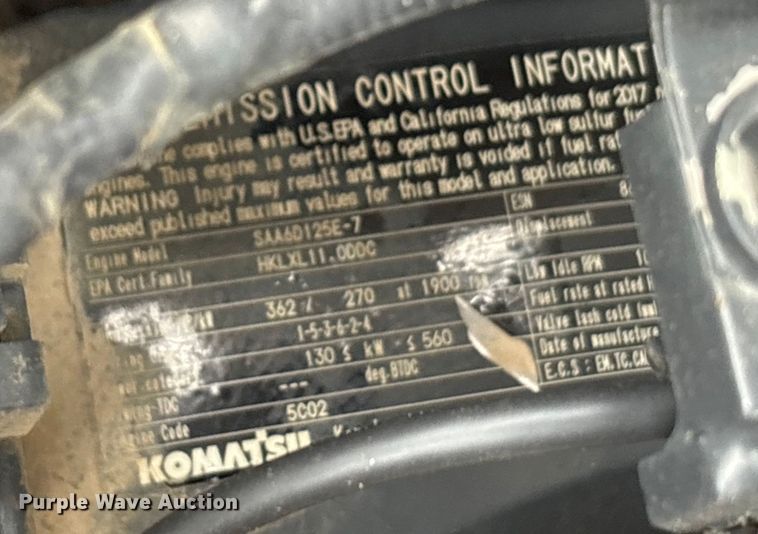 EMISSION CONTROL INFORMAT
complies with U.S.EPA and California Regulations for 2017
engines. This engine is certified to operate on ultra low sulfur
WARNING Injury may result and warranty is voided if fuel
exceed published maximum values for this model and application.
Engine Model SAA6D125E-7 ESN
EPA Cert.Family HKLXL11.0DDC Displacement
362 / 270 at 1900 Low Idle RPM
1-5-3-6-2-4 Fuel rate at rated
130 ≤ kW ≤ 560 Valve lash cold
TDC --- deg.BTDC Date of manufacture
Code 5C02 E.C.S : EM.TC.
KOMATSU
Purple Wave Auction